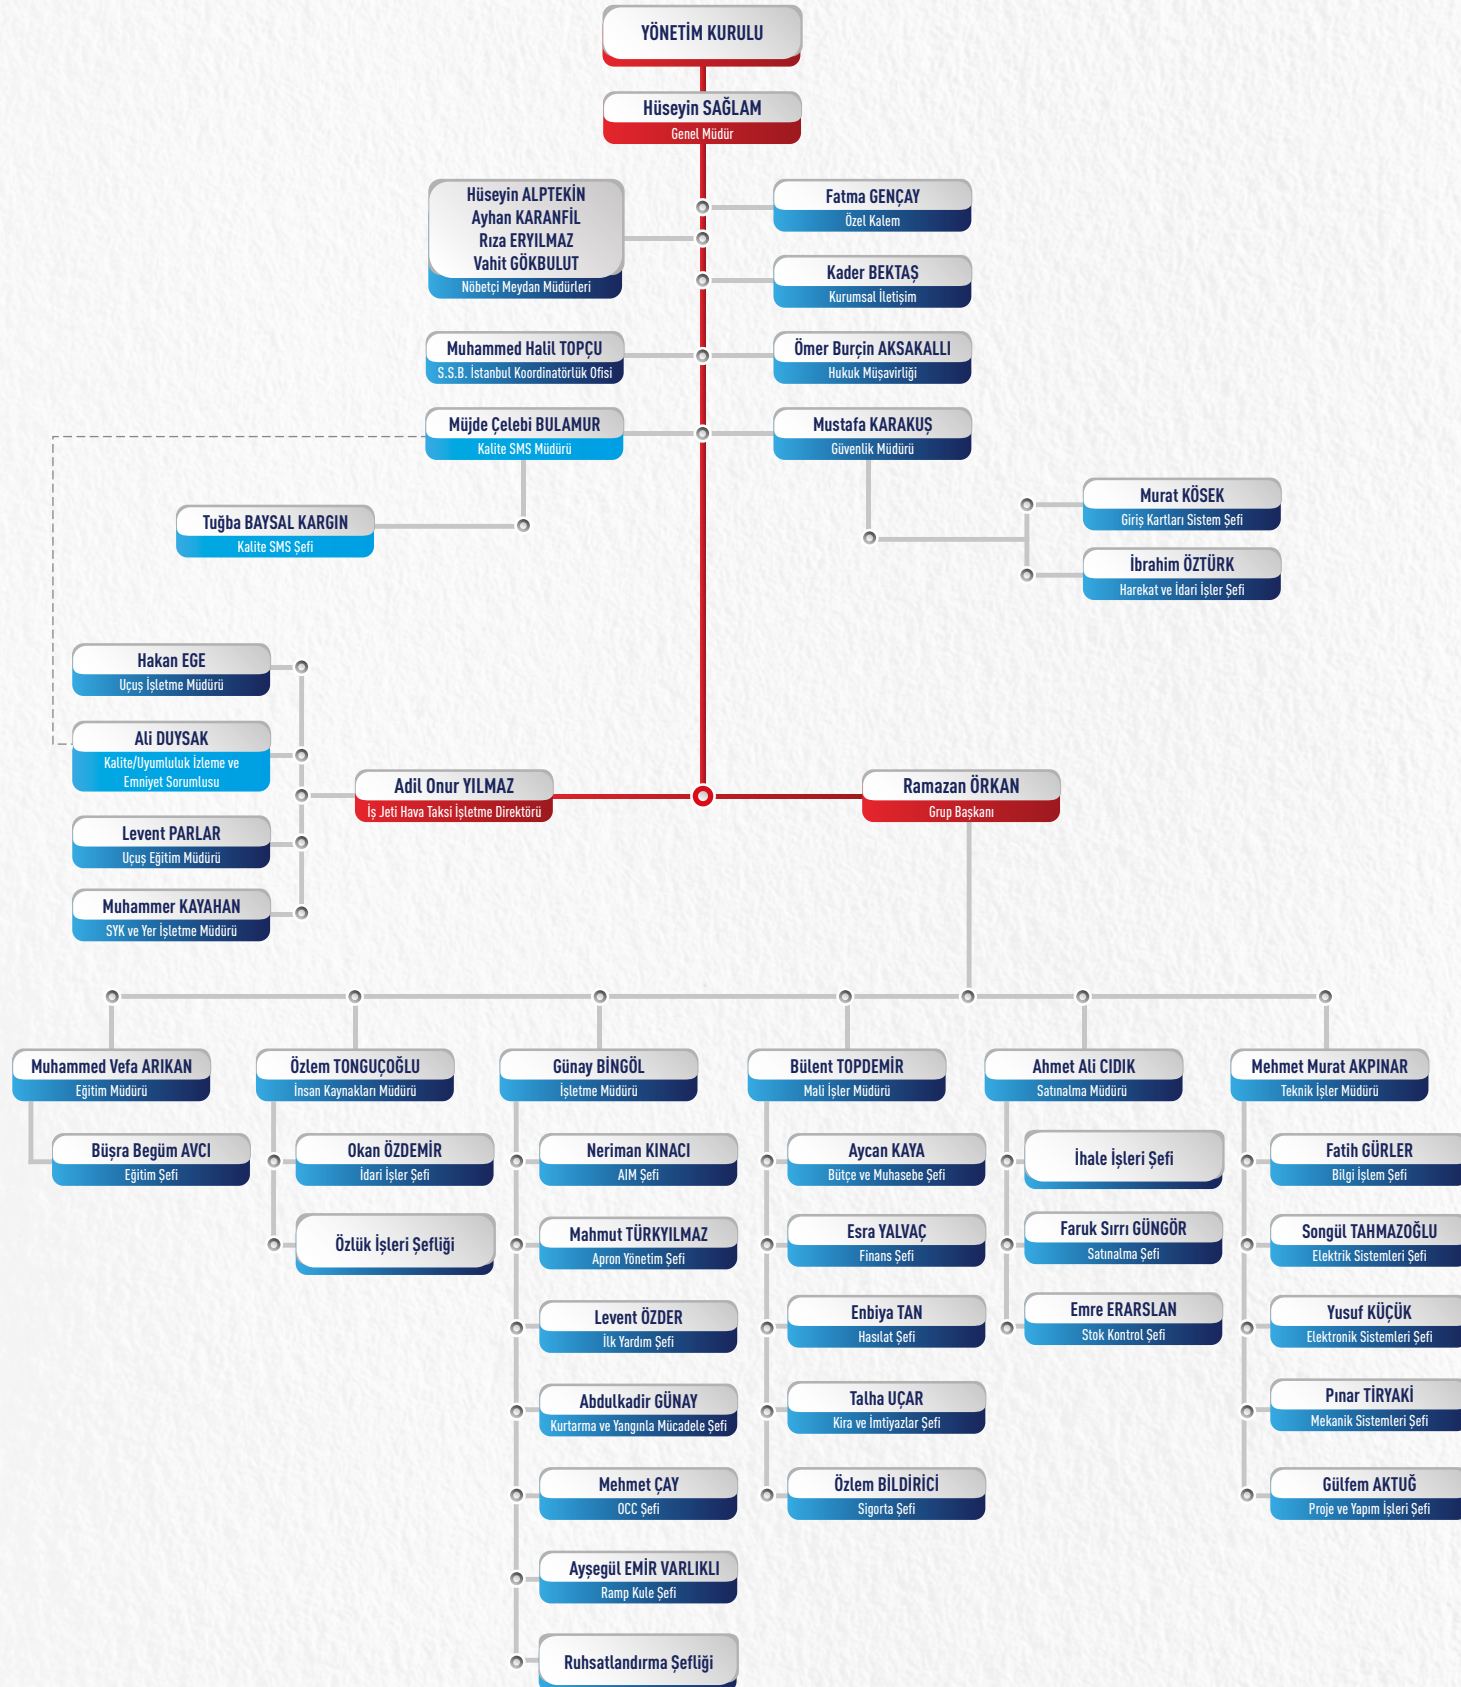 YÖNETİM KURULU
Hüseyin SAĞLAM
Genel Müdür
Hüseyin ALPTEKİN
Ayhan KARANFİL
Rıza ERYILMAZ
Vahit GÖKBULUT
Nöbetçi Meydan Müdürleri
Fatma GENÇAY
Özel Kalem
Kader BEKTAŞ
Kurumsal İletişim
Muhammed Halil TOPÇU
S.S.B. İstanbul Koordinatörlük Ofisi
Ömer Burçin AKSAKALLI
Hukuk Müşavirliği
Müjde Çelebi BULAMUR
Kalite SMS Müdürü
Mustafa KARAKUŞ
Güvenlik Müdürü
Tuğba BAYSAL KARGIN
Kalite SMS Şefi
Murat KÖSEK
Giriş Kartları Sistem Şefi
İbrahim ÖZTÜRK
Harekat ve İdari İşler Şefi
Hakan EGE
Uçuş İşletme Müdürü
Ali DUYSAK
Kalite/Uyumluluk İzleme ve
Emniyet Sorumlusu
Levent PARLAR
Uçuş Eğitim Müdürü
Muhammer KAYAHAN
SYK ve Yer İşletme Müdürü
Adil Onur YILMAZ
İş Jeti Hava Taksi İşletme Direktörü
Ramazan ÖRKAN
Grup Başkanı
Muhammed Vefa ARIKAN
Eğitim Müdürü
Büşra Begüm AVCI
Eğitim Şefi
Özlem TONGUÇOĞLU
İnsan Kaynakları Müdürü
Okan ÖZDEMİR
İdari İşler Şefi
Özlük İşleri Şefliği
Günay BİNGÖL
İşletme Müdürü
Neriman KINACI
AIM Şefi
Mahmut TÜRKYILMAZ
Apron Yönetim Şefi
Levent ÖZDER
İlk Yardım Şefi
Abdulkadir GÜNAY
Kurtarma ve Yangınla Mücadele Şefi
Mehmet ÇAY
OCC Şefi
Ayşegül EMİR VARLIKLI
Ramp Kule Şefi
Ruhsatlandırma Şefliği
Bülent TOPDEMİR
Mali İşler Müdürü
Aycan KAYA
Bütçe ve Muhasebe Şefi
Esra YALVAÇ
Finans Şefi
Enbiya TAN
Hasılat Şefi
Talha UÇAR
Kira ve İmtiyazlar Şefi
Özlem BİLDİRİCİ
Sigorta Şefi
Ahmet Ali CIDIK
Satınalma Müdürü
İhale İşleri Şefi
Faruk Sırrı GÜNGÖR
Satınalma Şefi
Emre ERARSLAN
Stok Kontrol Şefi
Mehmet Murat AKPINAR
Teknik İşler Müdürü
Fatih GÜRLER
Bilgi İşlem Şefi
Songül TAHMAZOĞLU
Elektrik Sistemleri Şefi
Yusuf KÜÇÜK
Elektronik Sistemleri Şefi
Pınar TİRYAKİ
Mekanik Sistemleri Şefi
Gülfem AKTUĞ
Proje ve Yapım İşleri Şefi